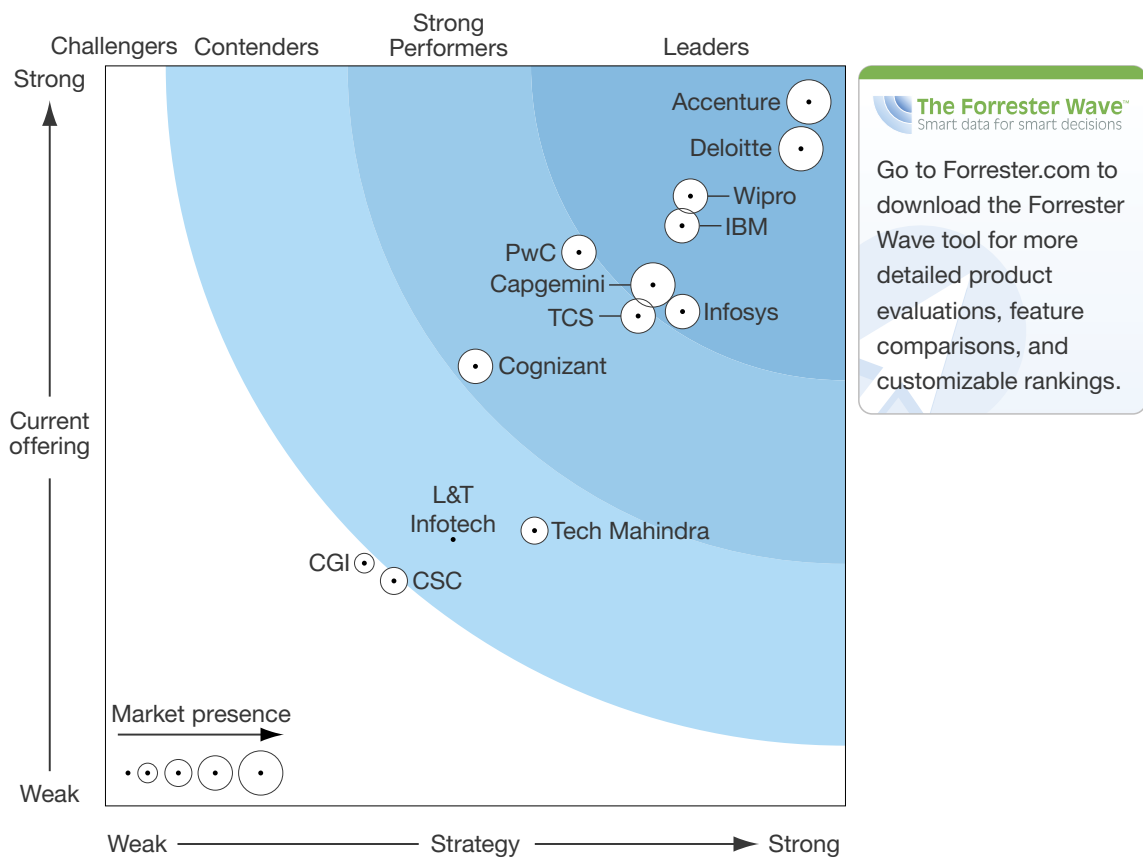 Strong
Performers
Challengers
Contenders
Leaders
Strong
Accenture
Deloitte
Wipro
IBM
PwC
Capgemini
TCS
Infosys
Cognizant
Current
offering
L&T
Infotech
Tech Mahindra
CGI
CSC
Market presence
Weak
Weak
Strategy
Strong
The Forrester Wave™
Smart data for smart decisions
Go to Forrester.com to
download the Forrester
Wave tool for more
detailed product
evaluations, feature
comparisons, and
customizable rankings.